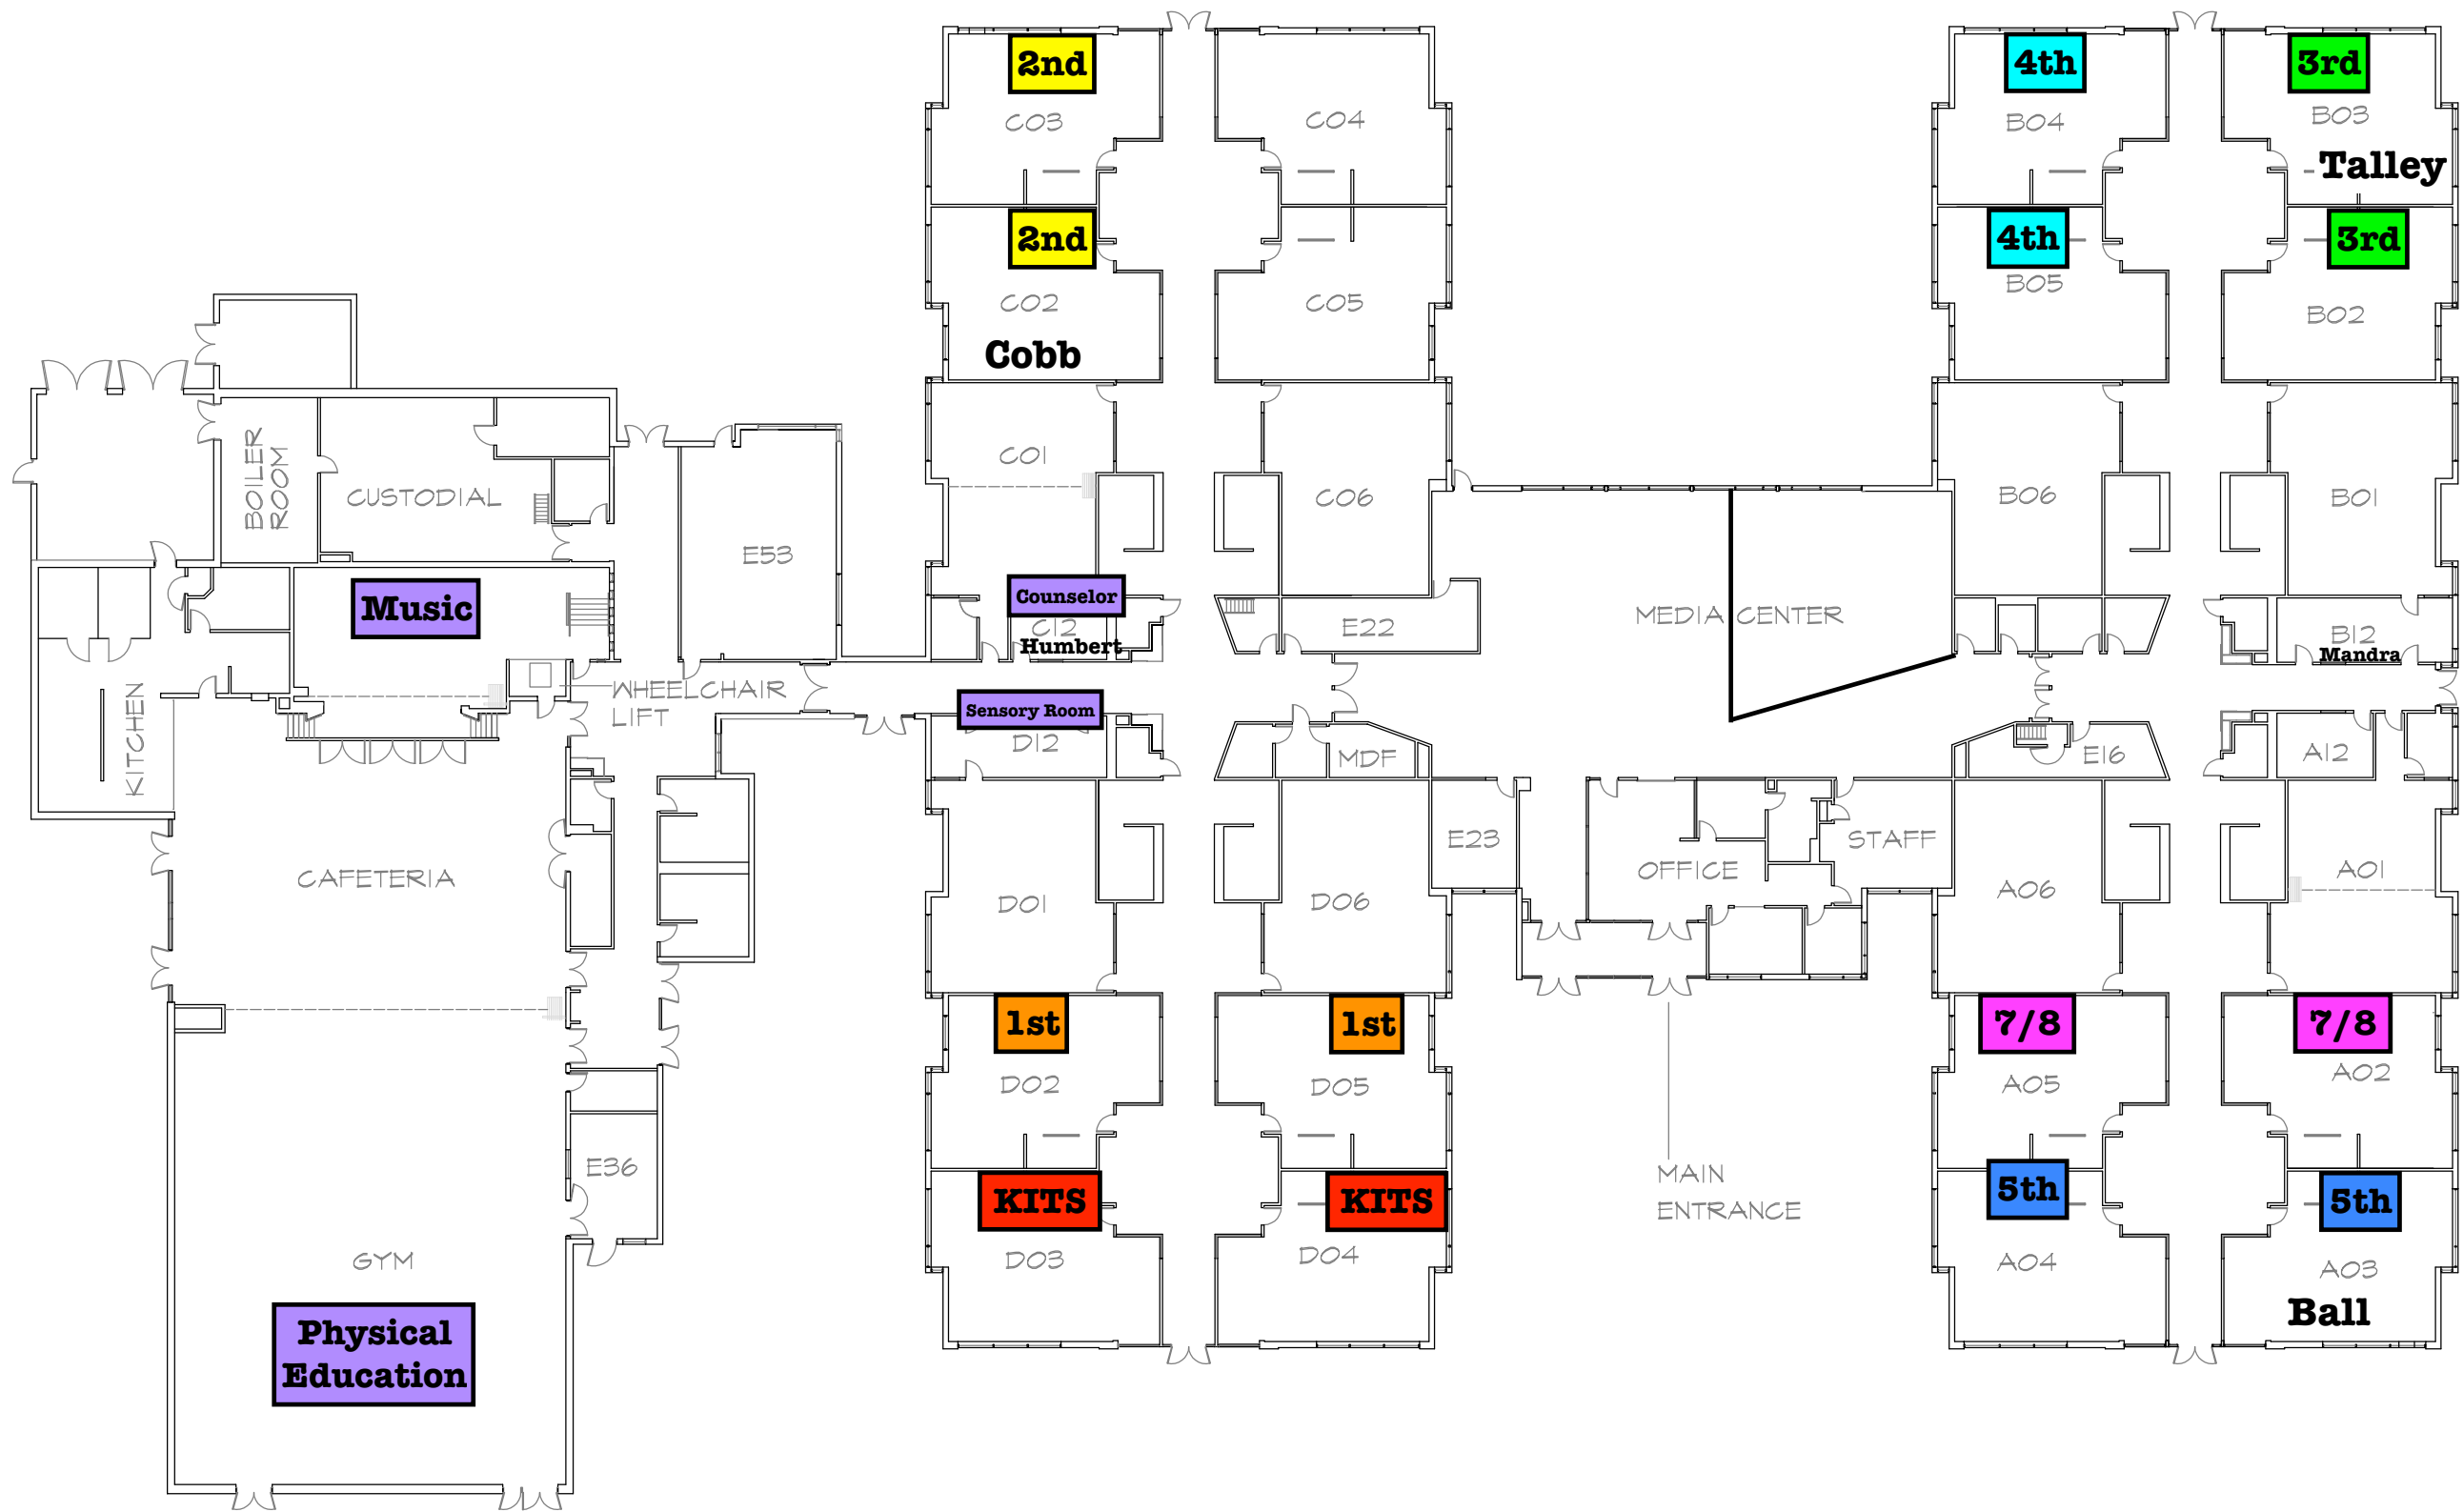 2nd
C03
C04
4th
B04
3rd
B03
Talley
2nd
C02
Cobb
C05
4th
B05
3rd
B02
BOILER
ROOM
CUSTODIAL
E53
C01
C06
B06
B01
Music
Counselor
C12
Humbert
E22
MEDIA CENTER
B12
Mandra
KITCHEN
WHEELCHAIR
LIFT
Sensory Room
D12
MDF
E16
A12
CAFETERIA
D01
D06
E23
OFFICE
STAFF
A06
A01
1st
D02
1st
D05
7/8
A05
7/8
A02
E36
KITS
D03
KITS
D04
MAIN
ENTRANCE
5th
A04
5th
A03
Ball
GYM
Physical
Education